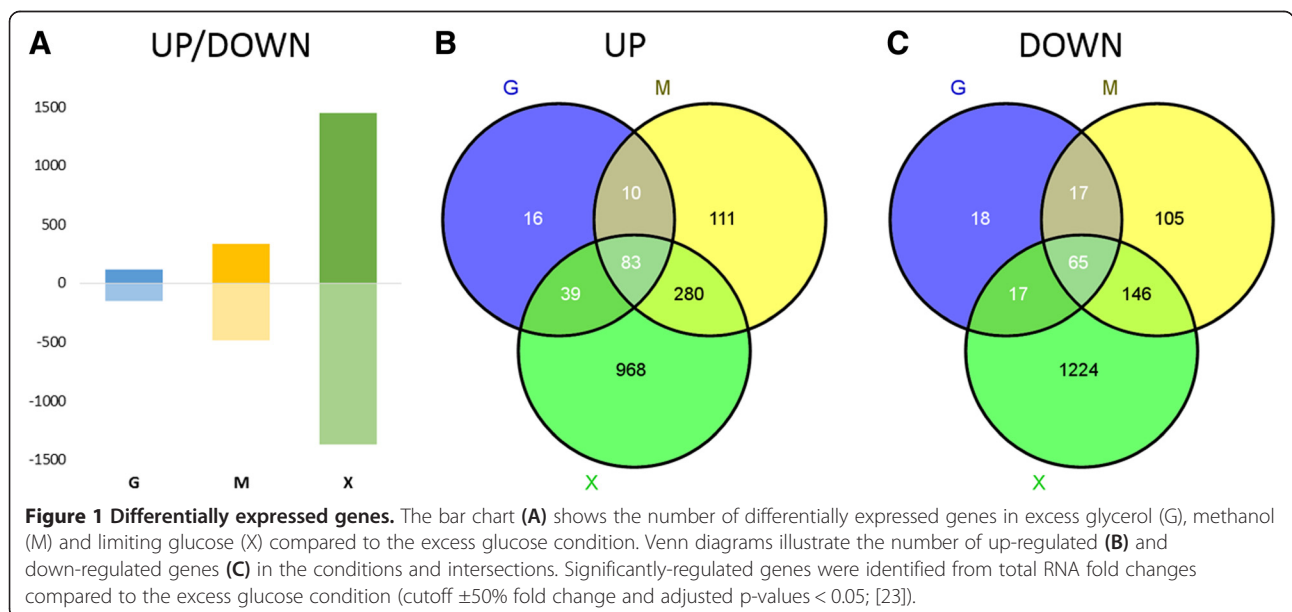 A UP/DOWN
1500
1000
500
0
-500
-1000
-1500
G M X
B UP
G M
10
16 111
83
39 280
968
X
C DOWN
G M
17
18 105
65
17 146
1224
X
Figure 1 Differentially expressed genes. The bar chart (A) shows the number of differentially expressed genes in excess glycerol (G), methanol
(M) and limiting glucose (X) compared to the excess glucose condition. Venn diagrams illustrate the number of up-regulated (B) and
down-regulated genes (C) in the conditions and intersections. Significantly-regulated genes were identified from total RNA fold changes
compared to the excess glucose condition (cutoff ±50% fold change and adjusted p-values < 0.05; [23]).